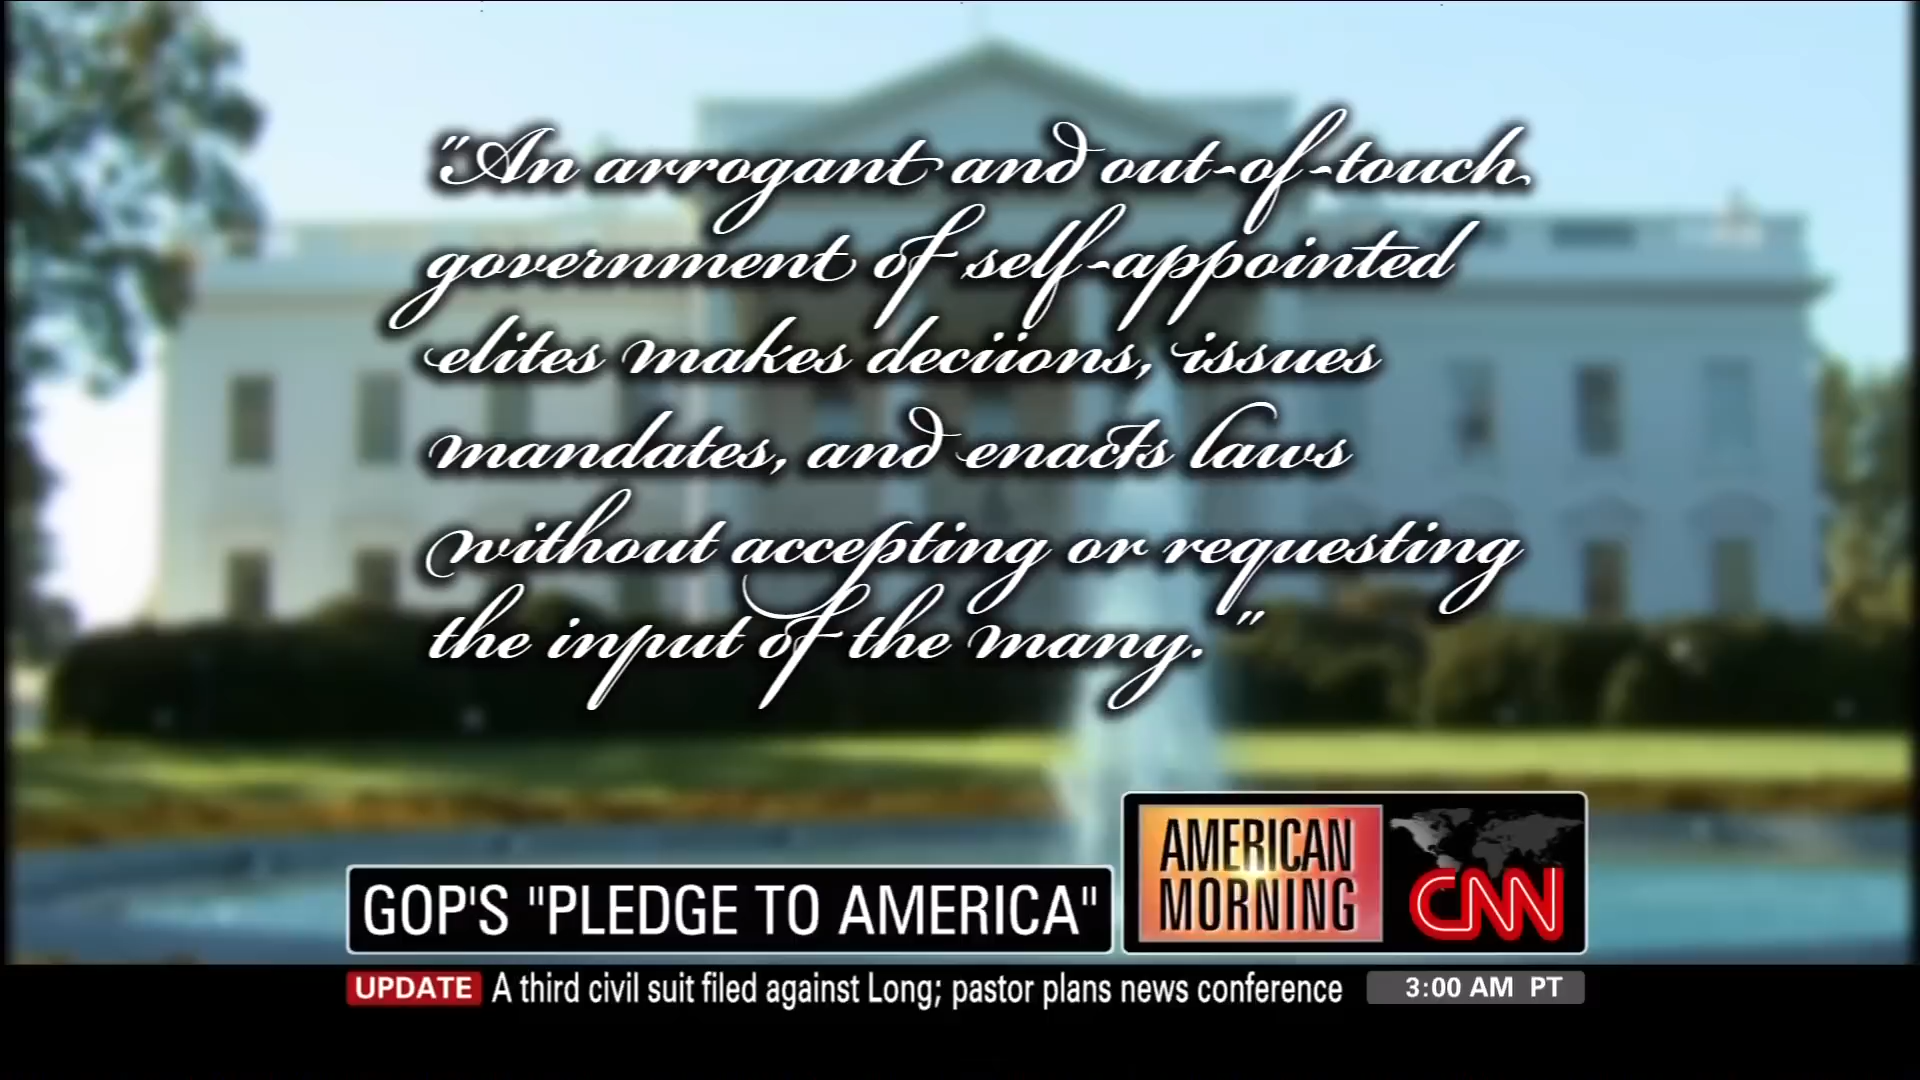 "An arrogant and out-of-touch
government of self-appointed
elites makes deciions, issues
mandates, and enacts laws
without accepting or requesting
the input of the many. "
GOP'S "PLEDGE TO AMERICA"
AMERICAN
MORNING
CNN
UPDATE A third civil suit filed against Long; pastor plans news conference 3:00 AM PT